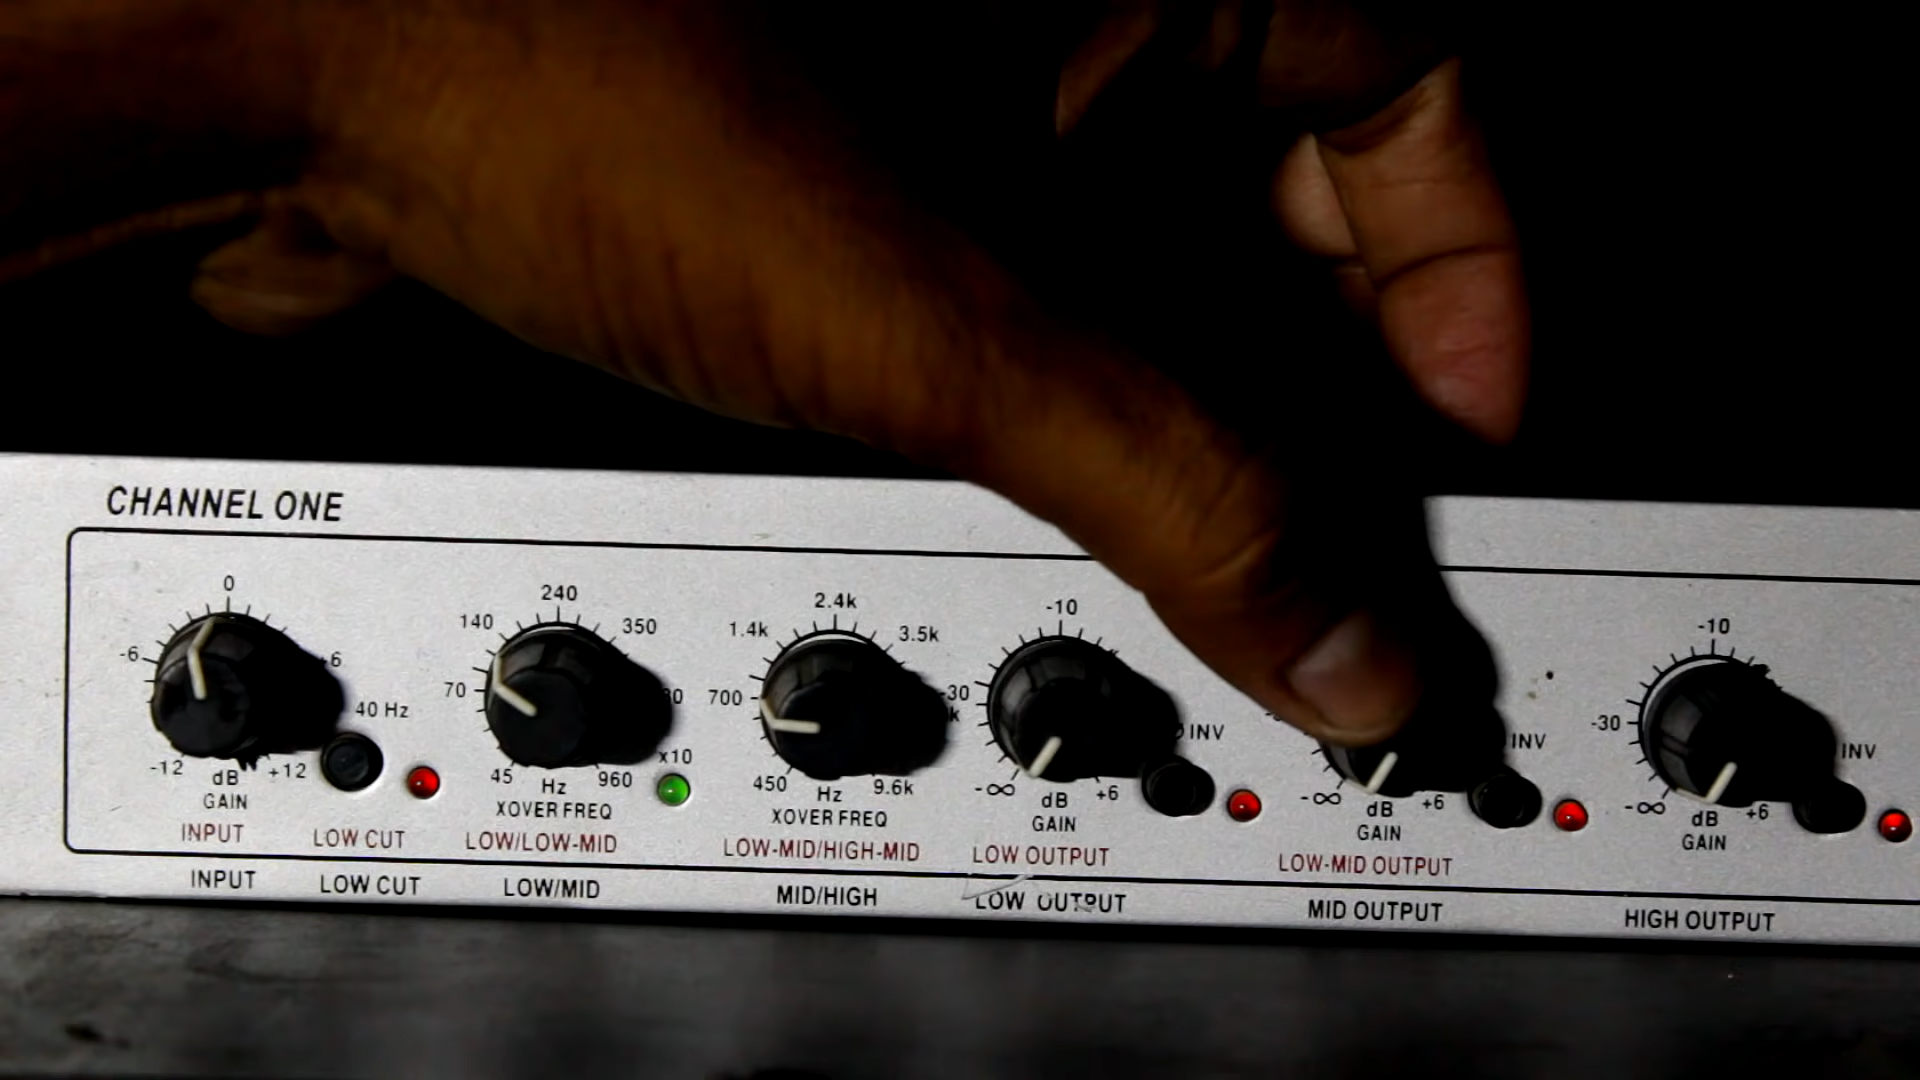 CHANNEL ONE
0
-6
6
-12
dB
+12
GAIN
INPUT
40 Hz
LOW CUT
240
140
350
70
45
Hz
960
x10
XOVER FREQ
LOW/LOW-MID
2.4k
1.4k
3.5k
700
450
Hz
9.6k
XOVER FREQ
LOW-MID/HIGH-MID
-10
-30
-∞
dB
+6
GAIN
LOW OUTPUT
INV
-∞
dB
+6
GAIN
LOW-MID OUTPUT
INV
-10
-30
-∞
dB
+6
GAIN
INV
INPUT
LOW CUT
LOW/MID
MID/HIGH
LOW OUTPUT
MID OUTPUT
HIGH OUTPUT